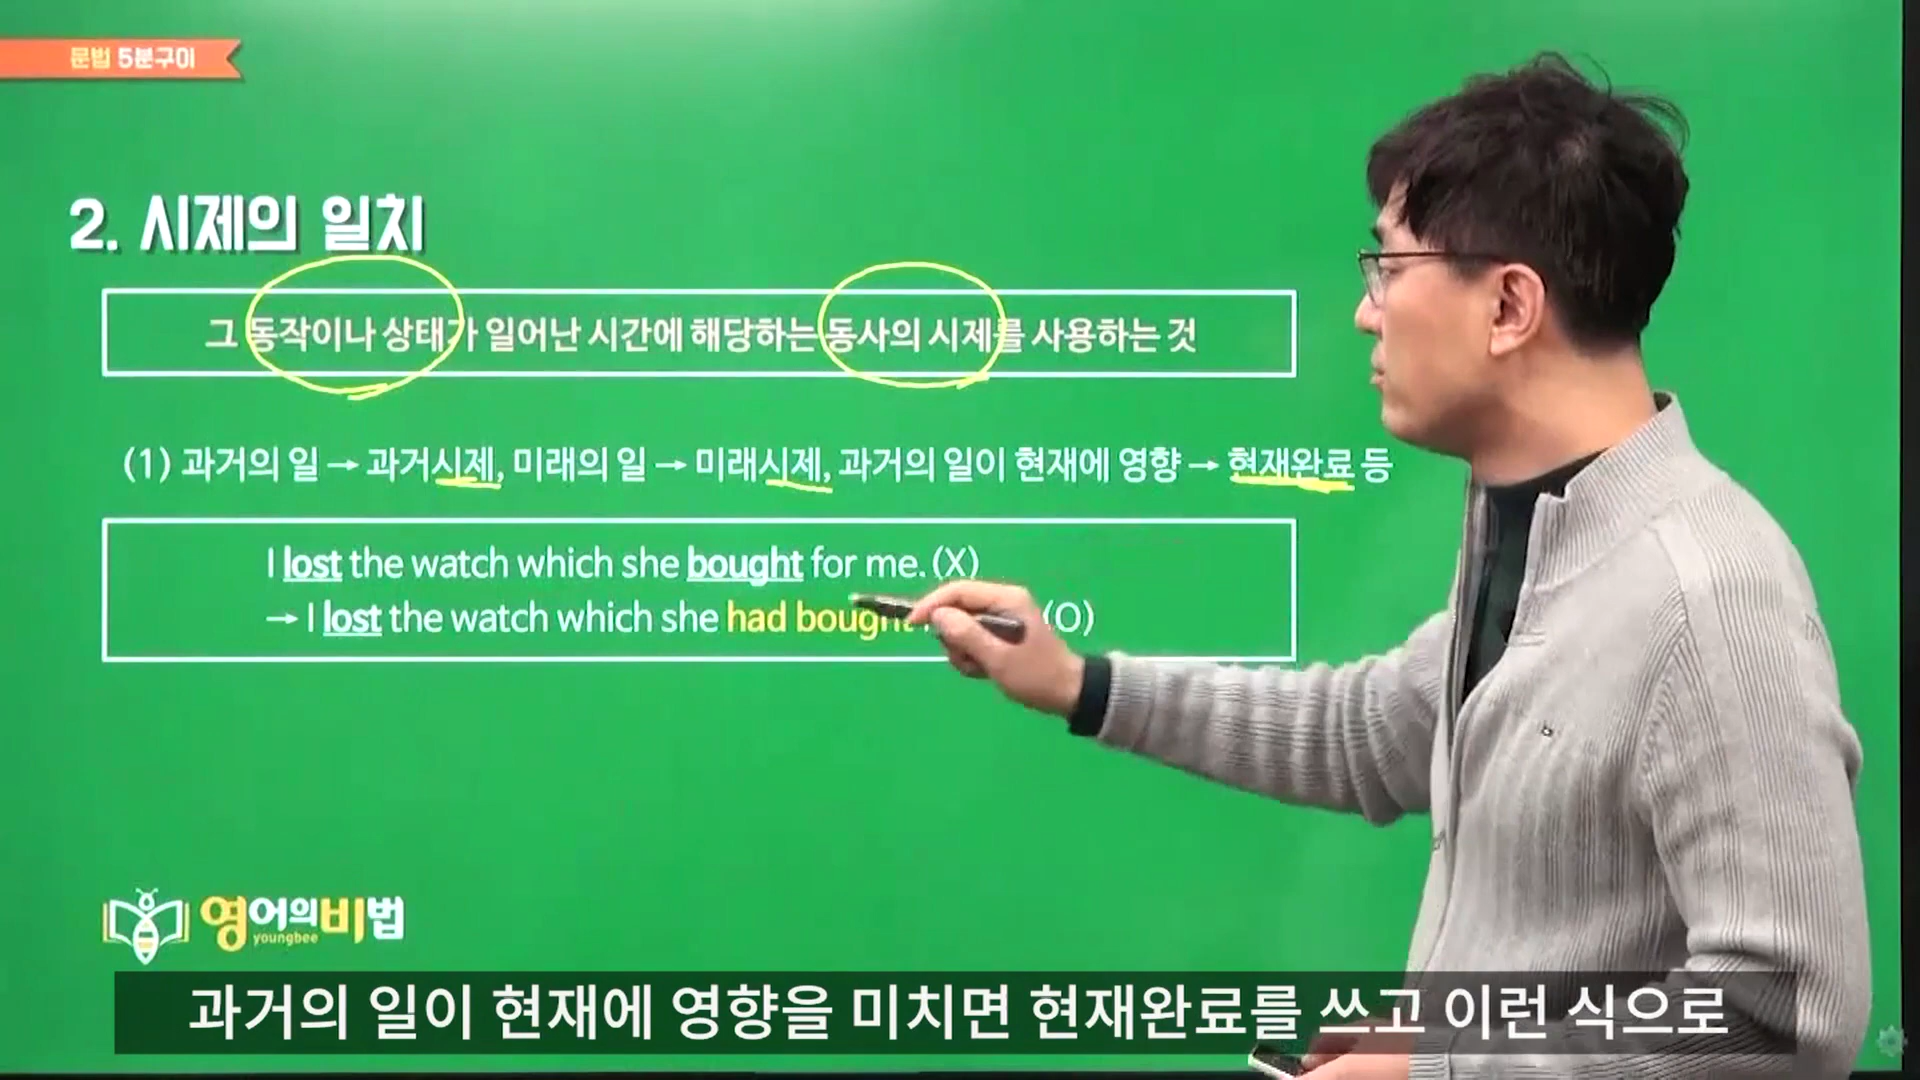 문법 5분구이
2. 시제의 일치
그 동작이나 상태가 일어난 시간에 해당하는 동사의 시제를 사용하는 것
(1) 과거의 일 → 과거시제, 미래의 일 → 미래시제, 과거의 일이 현재에 영향 → 현재완료 등
I lost the watch which she bought for me. (X)
→ I lost the watch which she had bought (O)
영어의비법
youngbee
과거의 일이 현재에 영향을 미치면 현재완료를 쓰고 이런 식으로